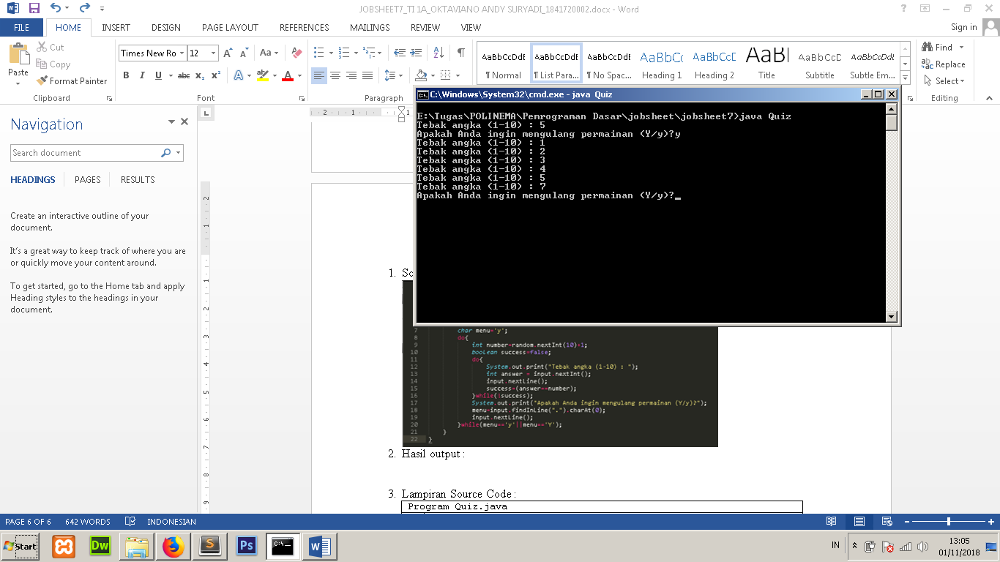 JOBSHEET7_TI 1A_OKTAVIANO ANDY SURYADI_1841720002.docx - Word
FILE HOME INSERT DESIGN PAGE LAYOUT REFERENCES MAILINGS REVIEW VIEW Sign in
Paste
Cut
Copy
Format Painter
Clipboard
Times New Ro 12
Font
Paragraph
AaBbCcDdE AaBbCcDdE AaBbCcDdE AaBbCc AaBbCcD AaBl AaBbCcD AaBbCcDdE
¶ Normal ¶ List Para... ¶ No Spac... Heading 1 Heading 2 Title Subtitle Subtle Em...
Find
Replace
Select
Editing
Navigation
Search document
HEADINGS PAGES RESULTS
Create an interactive outline of your
document.
It's a great way to keep track of where you are
or quickly move your content around.
To get started, go to the Home tab and apply
Heading styles to the headings in your
document.
C:\Windows\System32\cmd.exe - java Quiz
E:\Tugas\POLINEMA\Pemrograman Dasar\jobsheet\jobsheet7>java Quiz
Tebak angka (1-10) : 5
Apakah Anda ingin mengulang permainan (Y/y)?y
Tebak angka (1-10) : 1
Tebak angka (1-10) : 2
Tebak angka (1-10) : 3
Tebak angka (1-10) : 4
Tebak angka (1-10) : 5
Tebak angka (1-10) : 7
Apakah Anda ingin mengulang permainan (Y/y)?_
1.
7 char menu='y';
8 do{
9 int number=random.nextInt(10)+1;
10 boolean success=false;
11 do{
12 System.out.print("Tebak angka (1-10) : ");
13 int answer = input.nextInt();
14 input.nextLine();
15 success=(answer==number);
16 }while(!success);
17 System.out.print("Apakah Anda ingin mengulang permainan (Y/y)?");
18 menu=input.findInLine(".").charAt(0);
19 input.nextLine();
20 }while(menu=='y'||menu=='Y');
21 }
22 }
2. Hasil output :
3. Lampiran Source Code :
Program Quiz.java
PAGE 6 OF 6 642 WORDS INDONESIAN
Start Dw Ps IN 13:05
01/11/2018